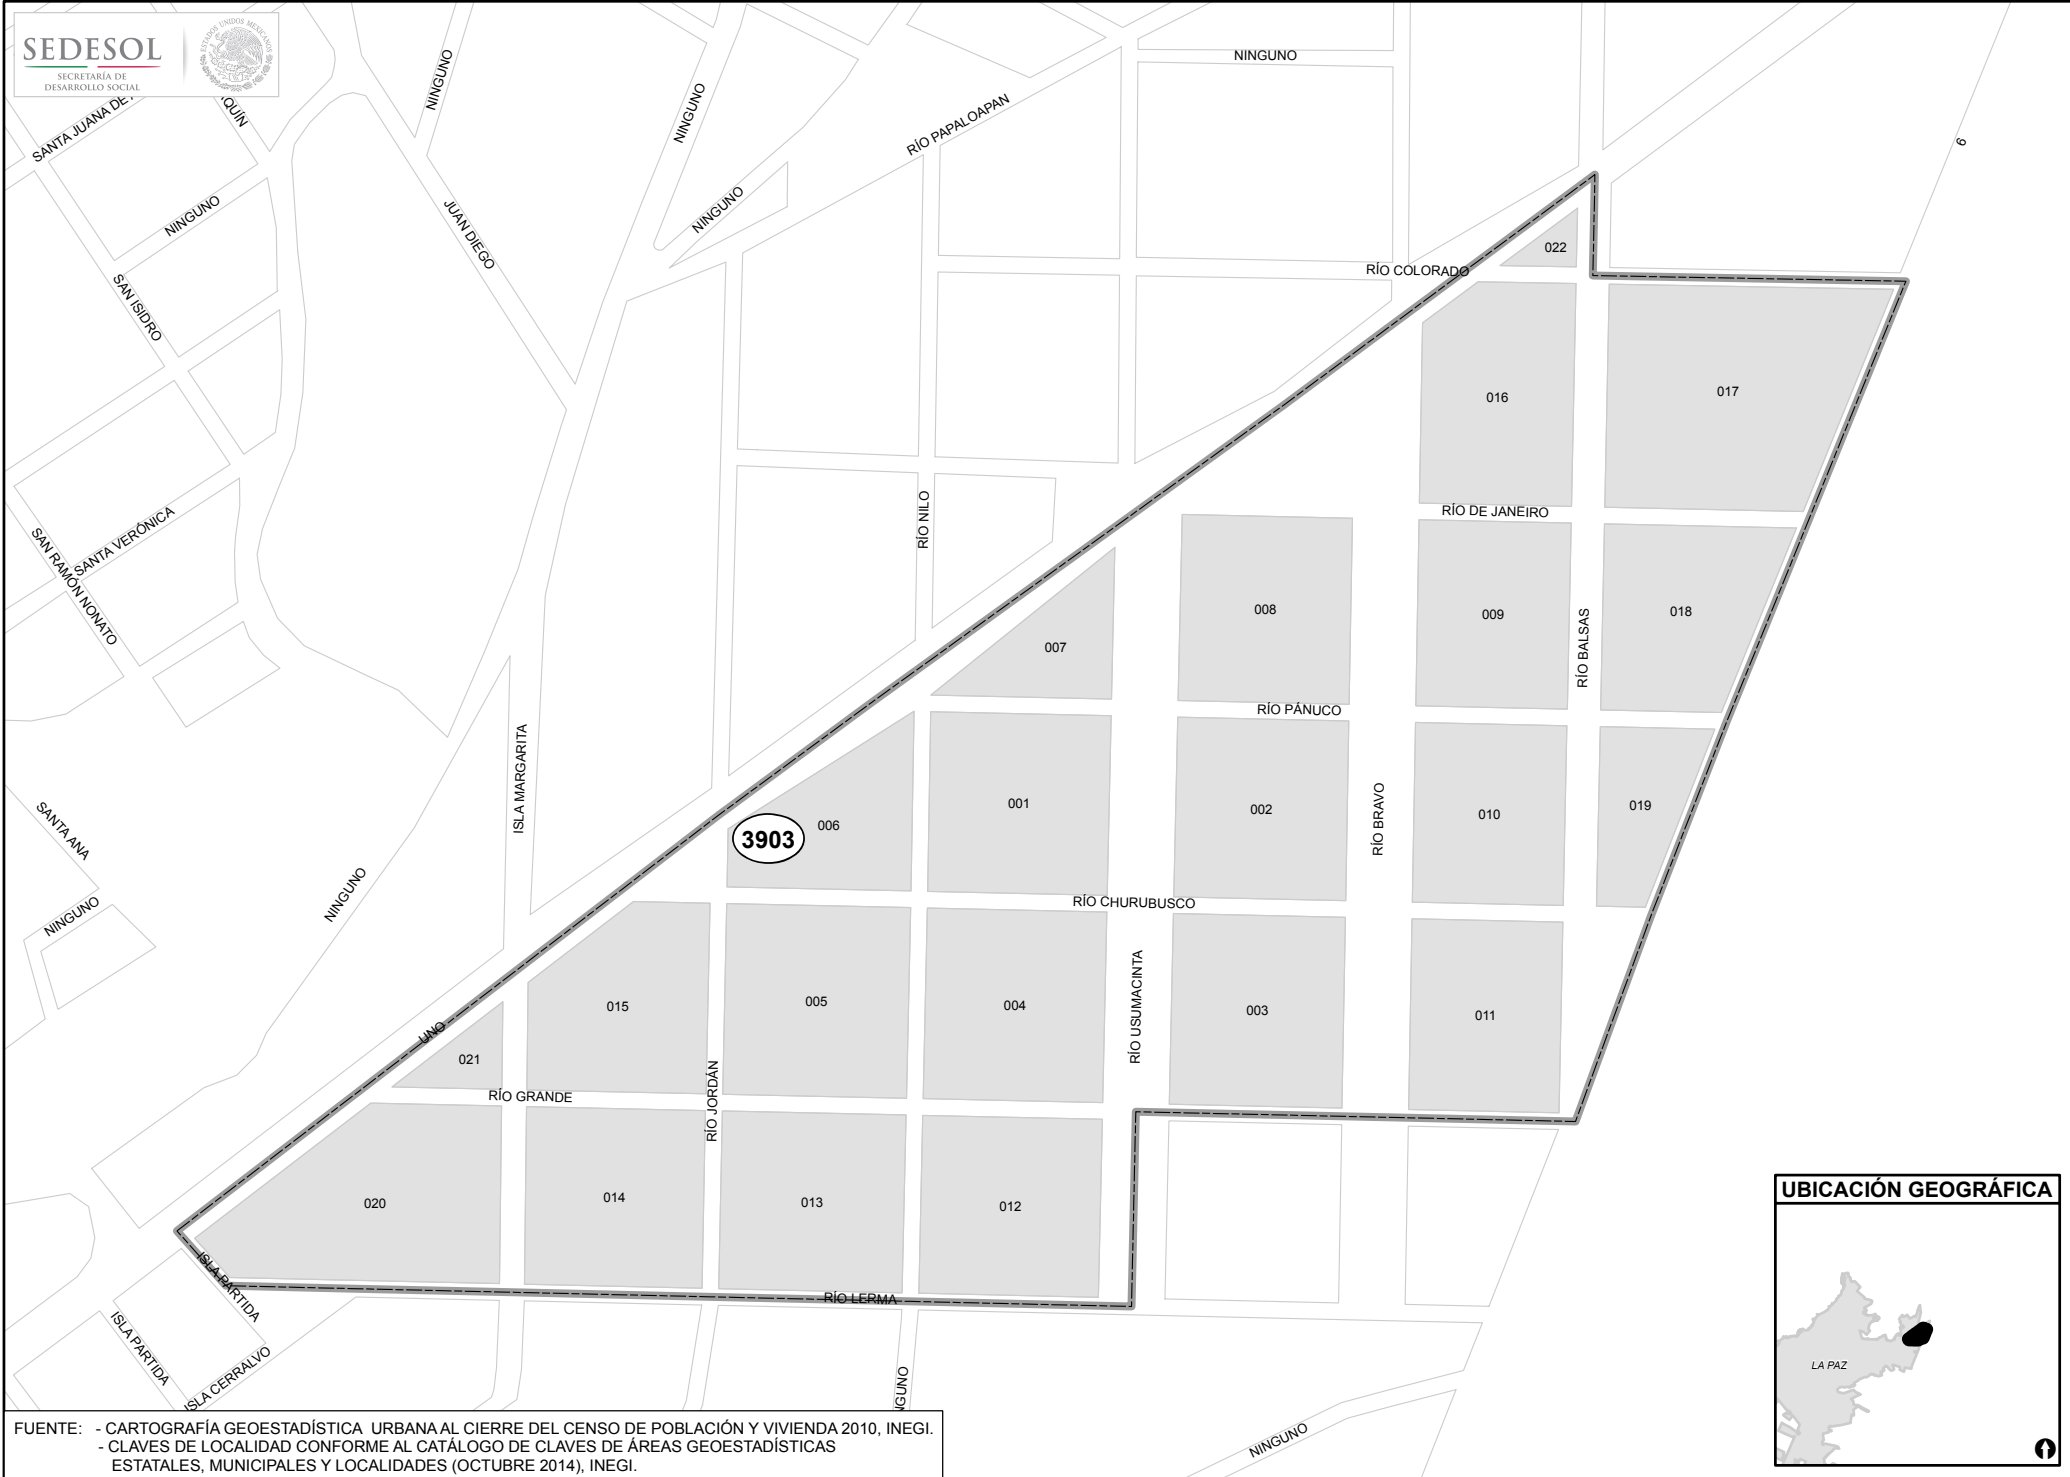 SEDESOL
SECRETARÍA DE
DESARROLLO SOCIAL
ESTADOS UNIDOS MEXICANOS
SANTA JUANA DE
QUÍN
NINGUNO
NINGUNO
NINGUNO
RÍO PAPALOAPAN
9
NINGUNO
NINGUNO
JUAN DIEGO
022
RÍO COLORADO
SAN ISIDRO
016
017
RÍO NILO
RÍO DE JANEIRO
SANTA VERÓNICA
SAN RAMÓN NONATO
008
009
018
007
RÍO BALSAS
RÍO PÁNUCO
ISLA MARGARITA
001
002
RÍO BRAVO
010
019
006
3903
SANTA ANA
NINGUNO
NINGUNO
RÍO CHURUBUSCO
015
005
004
RÍO USUMACINTA
003
011
UNO
021
RÍO GRANDE
RÍO JORDÁN
020
014
013
012
ISLA PARTIDA
RÍO LERMA
ISLA PARTIDA
ISLA CERRALVO
NGUNO
NINGUNO
UBICACIÓN GEOGRÁFICA
LA PAZ
FUENTE: - CARTOGRAFÍA GEOESTADÍSTICA URBANA AL CIERRE DEL CENSO DE POBLACIÓN Y VIVIENDA 2010, INEGI.
- CLAVES DE LOCALIDAD CONFORME AL CATÁLOGO DE CLAVES DE ÁREAS GEOESTADÍSTICAS
ESTATALES, MUNICIPALES Y LOCALIDADES (OCTUBRE 2014), INEGI.